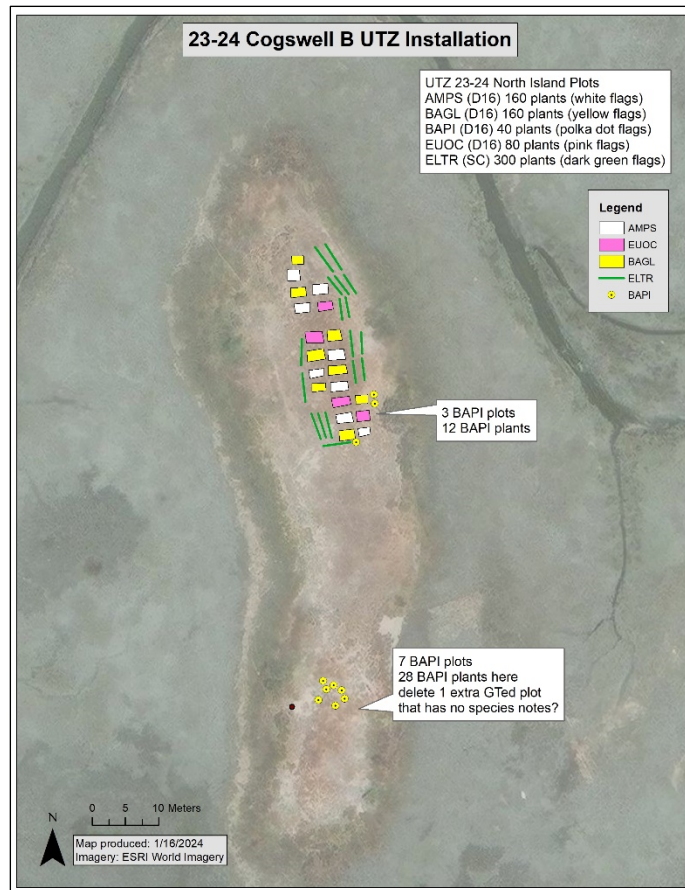 23-24 Cogswell B UTZ Installation
UTZ 23-24 North Island Plots
AMPS (D16) 160 plants (white flags)
BAGL (D16) 160 plants (yellow flags)
BAPI (D16) 40 plants (polka dot flags)
EUOC (D16) 80 plants (pink flags)
ELTR (SC) 300 plants (dark green flags)
Legend
AMPS
EUOC
BAGL
ELTR
BAPI
3 BAPI plots
12 BAPI plants
7 BAPI plots
28 BAPI plants here
delete 1 extra GTed plot
that has no species notes?
N
0 5 10 Meters
Map produced: 1/16/2024
Imagery: ESRI World Imagery